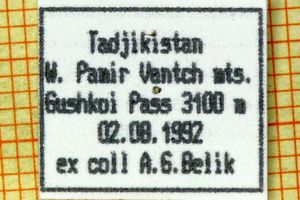 Tadjikistan
W. Pamir Vantch mts.
Gushkoi Pass 3100 m
02.08.1992
ex coll A.G.Belik